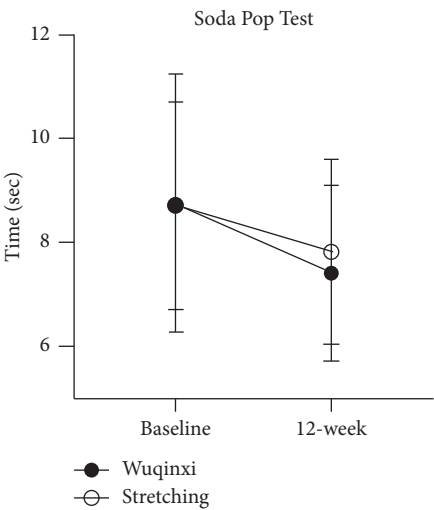 Soda Pop Test
12
10
8
6
Time (sec)
Baseline 12-week
Wuqinxi
Stretching